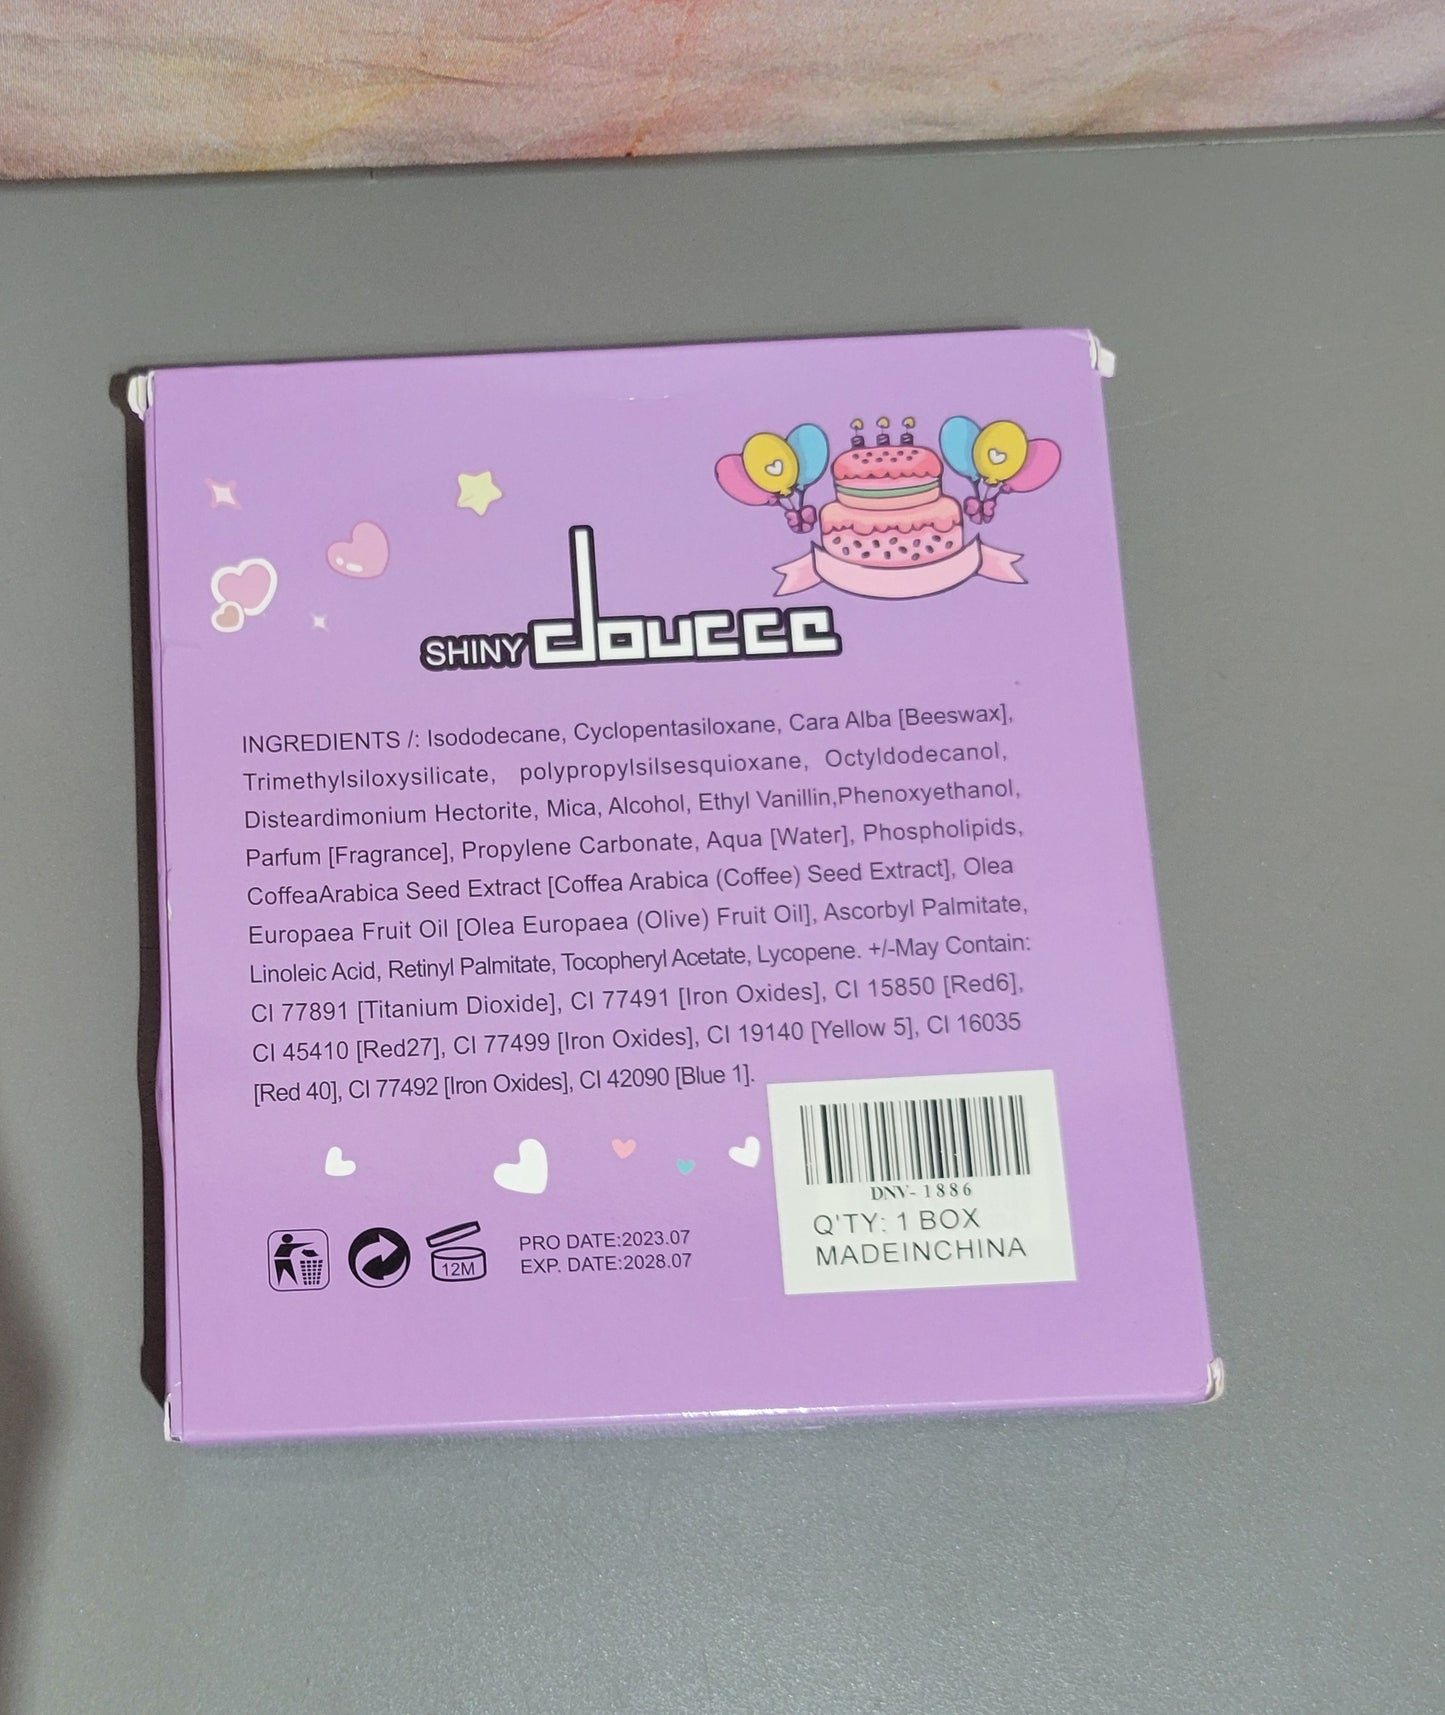 SHINY doucce
INGREDIENTS /: Isododecane, Cyclopentasiloxane, Cara Alba [Beeswax],
Trimethylsiloxysilicate, polypropylsilsesquioxane, Octyldodecanol,
Disteardimonium Hectorite, Mica, Alcohol, Ethyl Vanillin,Phenoxyethanol,
Parfum [Fragrance], Propylene Carbonate, Aqua [Water], Phospholipids,
CoffeaArabica Seed Extract [Coffea Arabica (Coffee) Seed Extract], Olea
Europaea Fruit Oil [Olea Europaea (Olive) Fruit Oil], Ascorbyl Palmitate,
Linoleic Acid, Retinyl Palmitate, Tocopheryl Acetate, Lycopene. +/-May Contain:
CI 77891 [Titanium Dioxide], CI 77491 [Iron Oxides], CI 15850 [Red6],
CI 45410 [Red27], CI 77499 [Iron Oxides], CI 19140 [Yellow 5], CI 16035
[Red 40], CI 77492 [Iron Oxides], CI 42090 [Blue 1].
12M
PRO DATE:2023.07
EXP. DATE:2028.07
DNV-1886
Q'TY: 1 BOX
MADEINCHINA